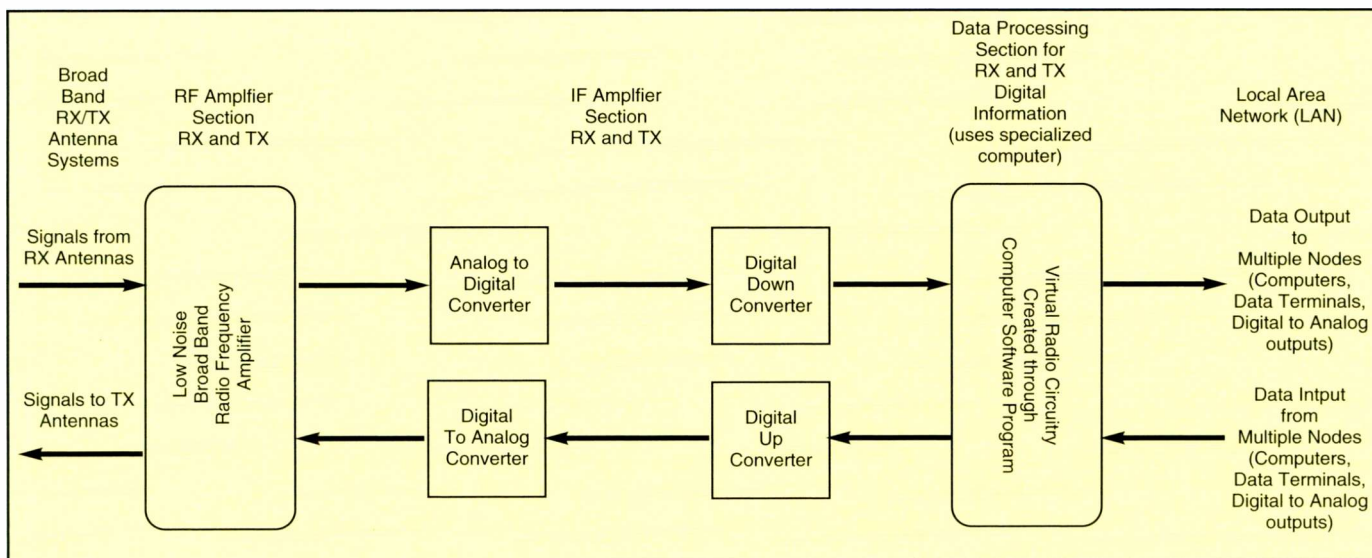 Broad
Band
RX/TX
Antenna
Systems
RF Amplfier
Section
RX and TX
IF Amplfier
Section
RX and TX
Data Processing
Section for
RX and TX
Digital
Information
(uses specialized
computer)
Local Area
Network (LAN)
Signals from
RX Antennas
Signals to TX
Antennas
Low Noise
Broad Band
Radio Frequency
Amplifier
Analog to
Digital
Converter
Digital
Down
Converter
Digital
To Analog
Converter
Digital
Up
Converter
Virtual Radio Circuitry
Created through
Computer Software Program
Data Output
to
Multiple Nodes
(Computers,
Data Terminals,
Digital to Analog
outputs)
Data Intput
from
Multiple Nodes
(Computers,
Data Terminals,
Digital to Analog
outputs)